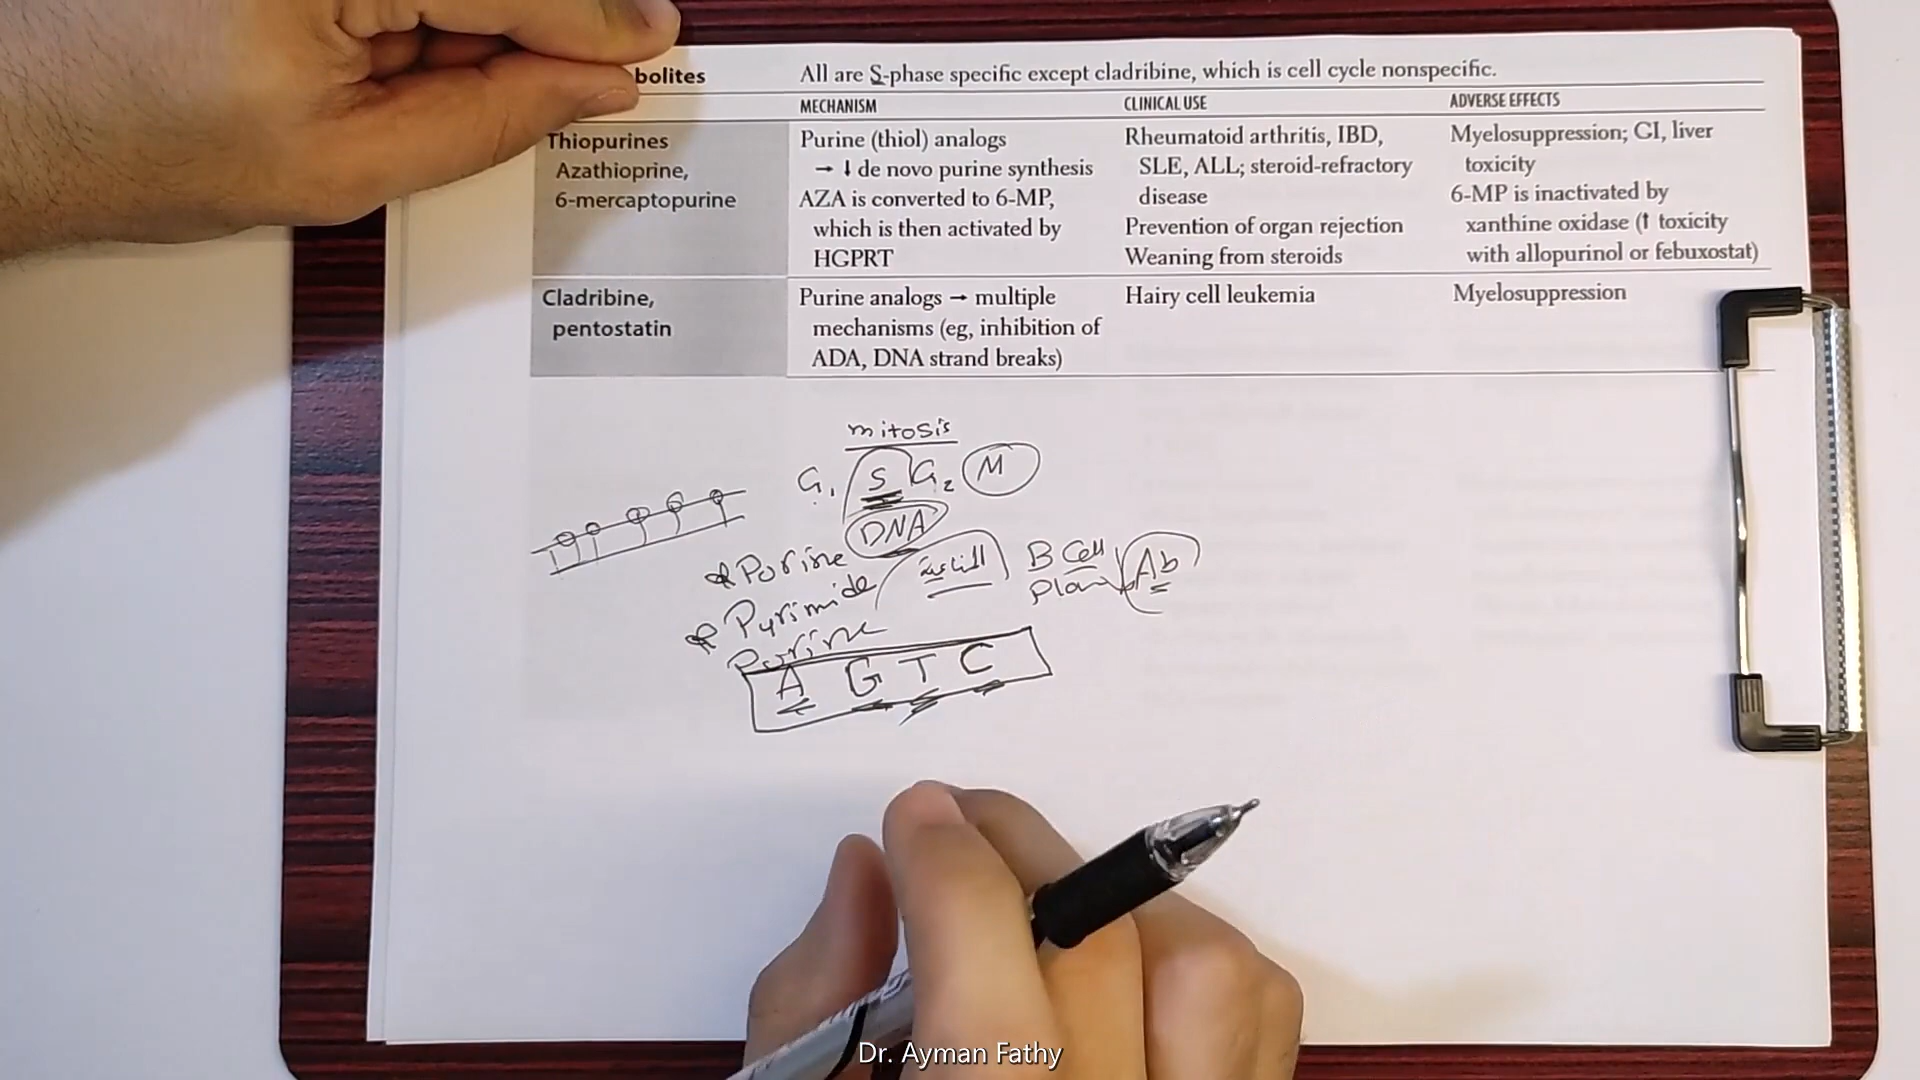 bolites
All are S-phase specific except cladribine, which is cell cycle nonspecific.
MECHANISM
CLINICAL USE
ADVERSE EFFECTS
Thiopurines
Azathioprine,
6-mercaptopurine
Purine (thiol) analogs
→ ↓ de novo purine synthesis
AZA is converted to 6-MP,
which is then activated by
HGPRT
Rheumatoid arthritis, IBD,
SLE, ALL; steroid-refractory
disease
Prevention of organ rejection
Weaning from steroids
Myelosuppression; GI, liver
toxicity
6-MP is inactivated by
xanthine oxidase (↑ toxicity
with allopurinol or febuxostat)
Cladribine,
pentostatin
Purine analogs → multiple
mechanisms (eg, inhibition of
ADA, DNA strand breaks)
Hairy cell leukemia
Myelosuppression
mitosis
G1 S G2 M
DNA
Purine
Pyrimide
B Cell
Ab
Purine
A G T C
Dr. Ayman Fathy